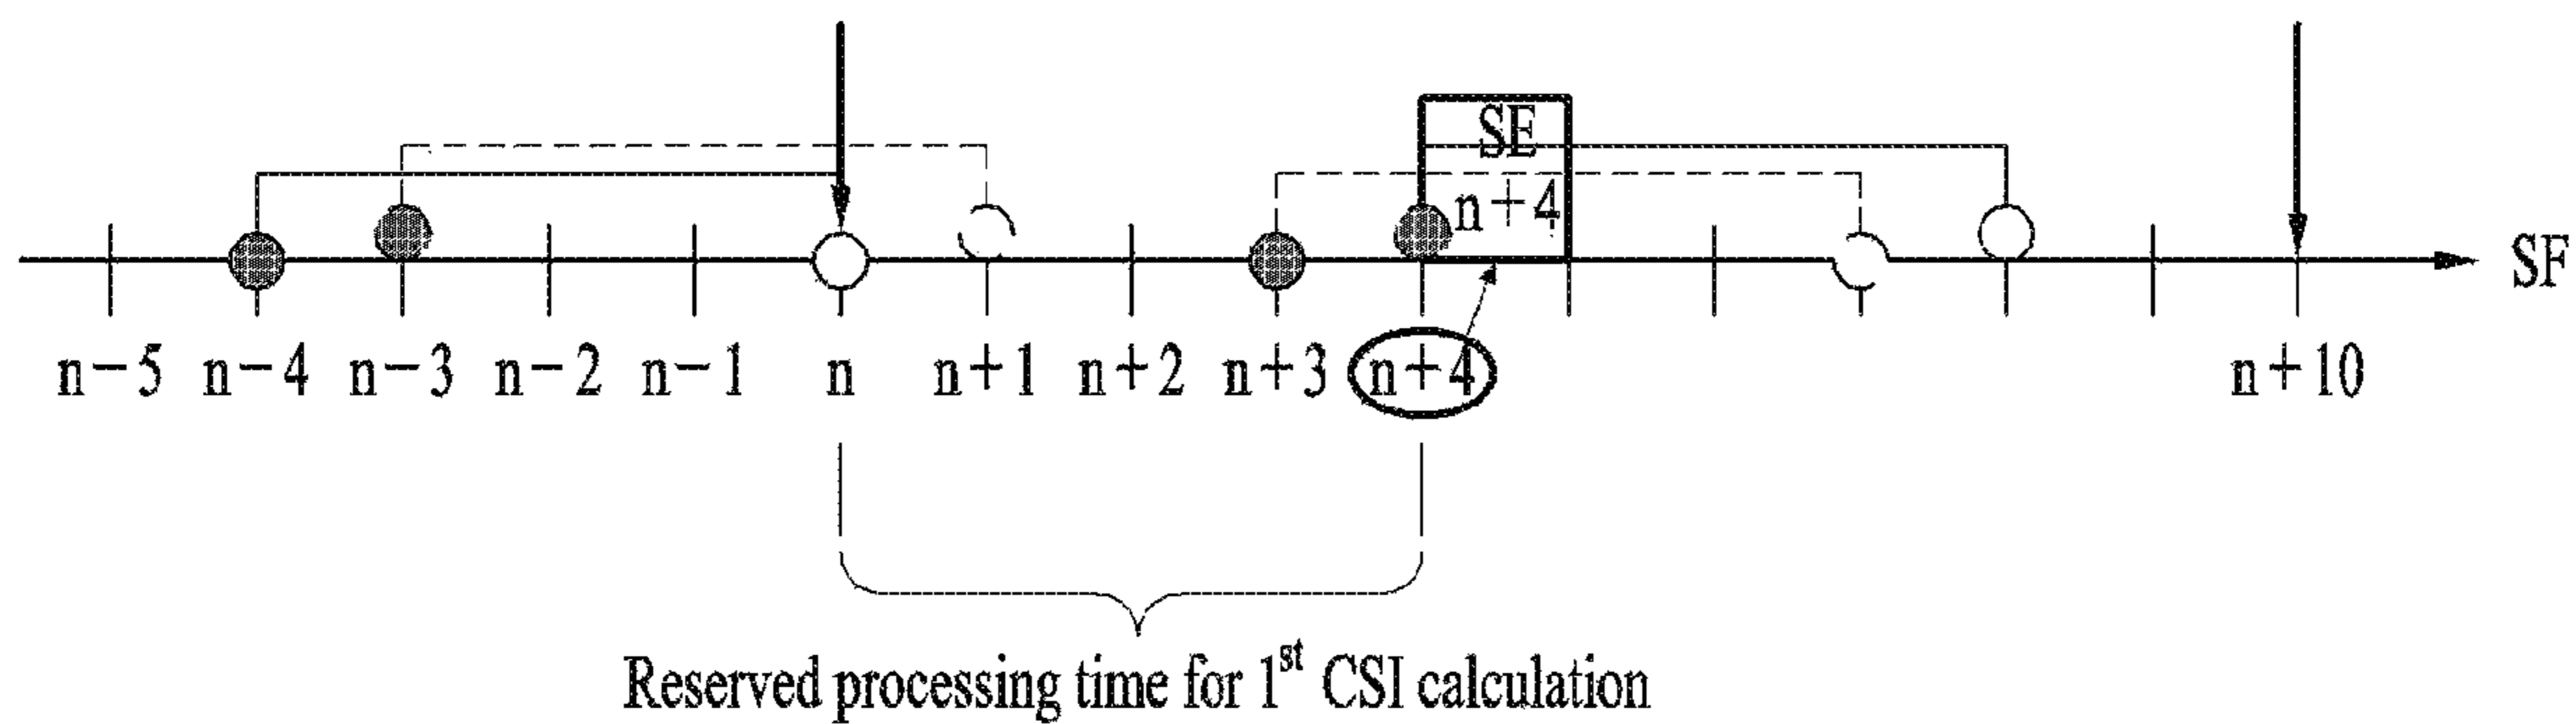 SE
n+4
SF
n-5 n-4 n-3 n-2 n-1 n n+1 n+2 n+3 n+4 n+10
Reserved processing time for 1st CSI calculation